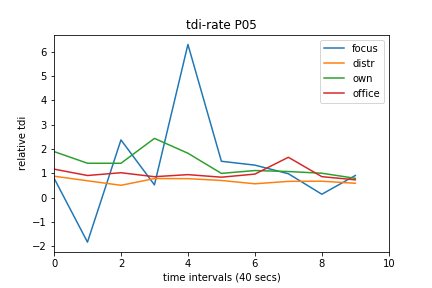 tdi-rate P05
focus
distr
own
office
relative tdi
6
5
4
3
2
1
0
−1
−2
0 2 4 6 8 10
time intervals (40 secs)